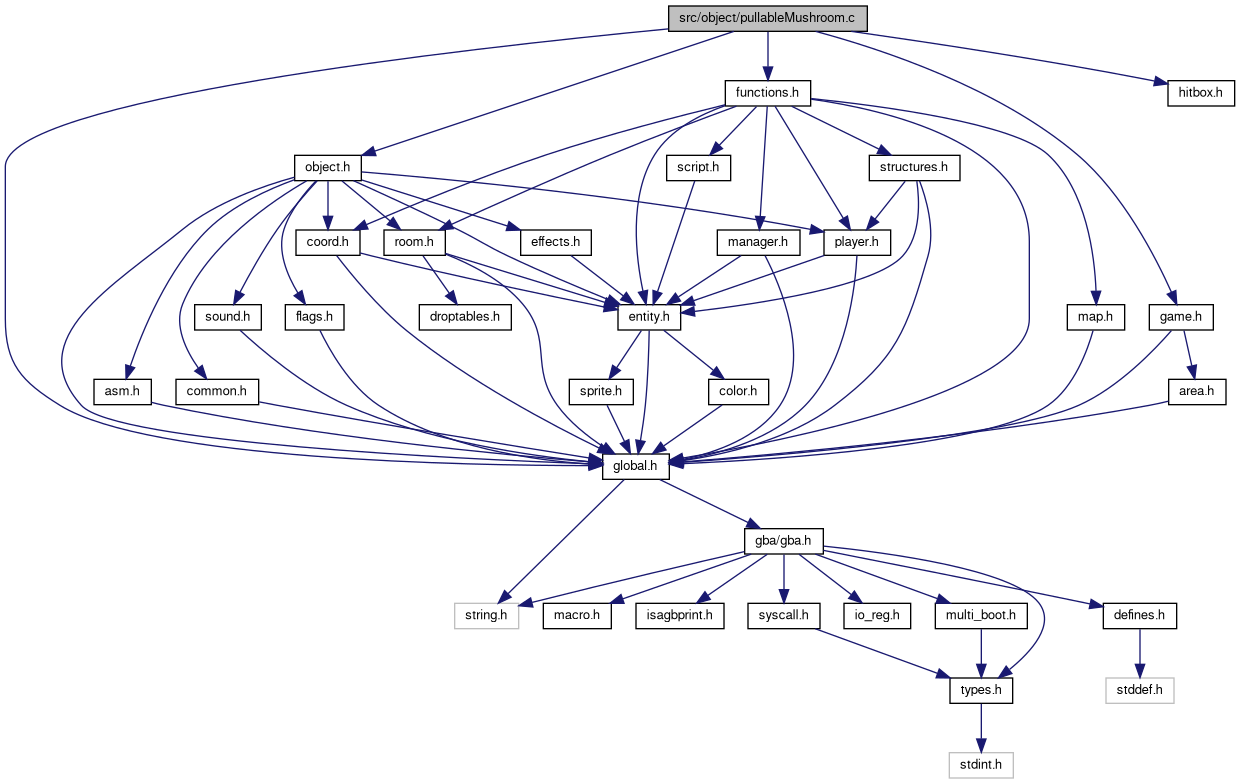 src/object/pullableMushroom.c
functions.h
hitbox.h
object.h
script.h
structures.h
coord.h
room.h
effects.h
manager.h
player.h
sound.h
flags.h
droptables.h
entity.h
map.h
game.h
asm.h
common.h
sprite.h
color.h
area.h
global.h
gba/gba.h
string.h
macro.h
isagbprint.h
syscall.h
io_reg.h
multi_boot.h
defines.h
types.h
stddef.h
stdint.h